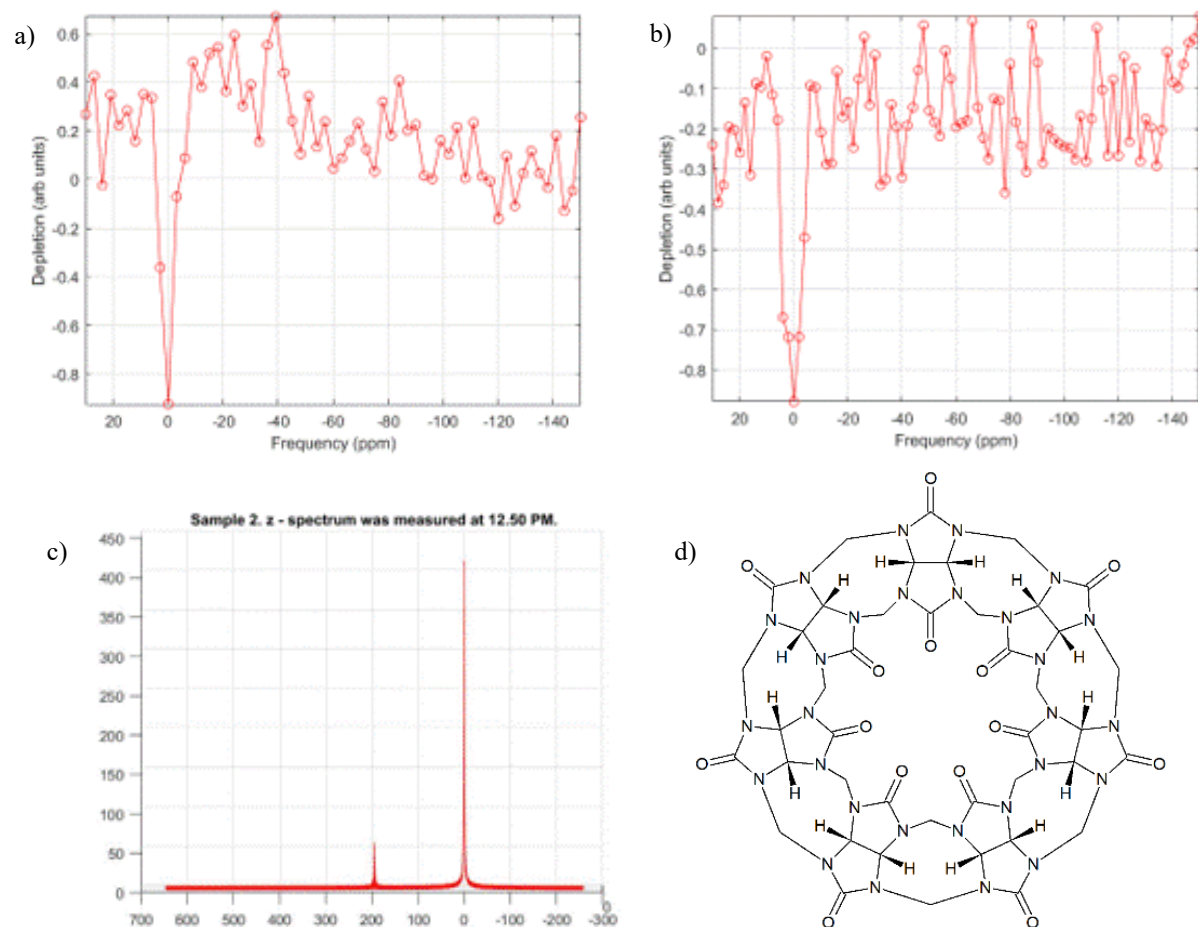 a)
0.6
0.4
0.2
0
-0.2
-0.4
-0.6
-0.8
Depletion (arb units)
20 0 -20 -40 -60 -80 -100 -120 -140
Frequency (ppm)
b)
0
-0.1
-0.2
-0.3
-0.4
-0.5
-0.6
-0.7
-0.8
Depletion (arb units)
20 0 -20 -40 -60 -80 -100 -120 -140
Frequency (ppm)
c)
Sample 2. z - spectrum was measured at 12.50 PM.
450
400
350
300
250
200
150
100
50
0
700 600 500 400 300 200 100 0 -100 -200 -300
d)
O
N N
H H
O N H N N H N O
N N N N
O
H N O O N H
H H
N N O O N N
O N O O N O
N H H N
N N N N
H H
N H H N
N N
O O
O O